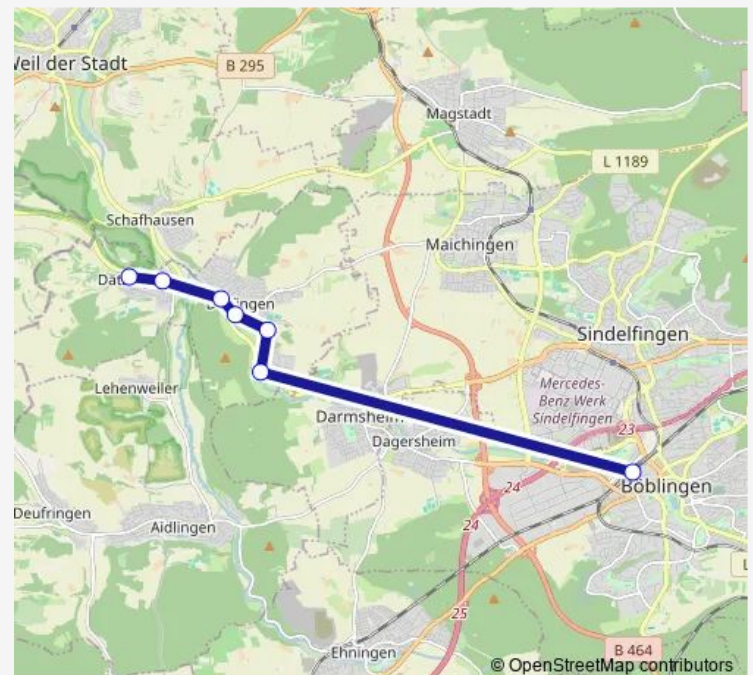 Weil der Stadt
B 295
Magstadt
L 1189
Schafhausen
Maichingen
Sindelfingen
Mercedes-
Benz Werk
Sindelfingen
Lehenweiler
23
Dagersheim
24
Böblingen
Deufringen
Aidlingen
24
25
B 464
Ehningen
© OpenStreetMap contributors